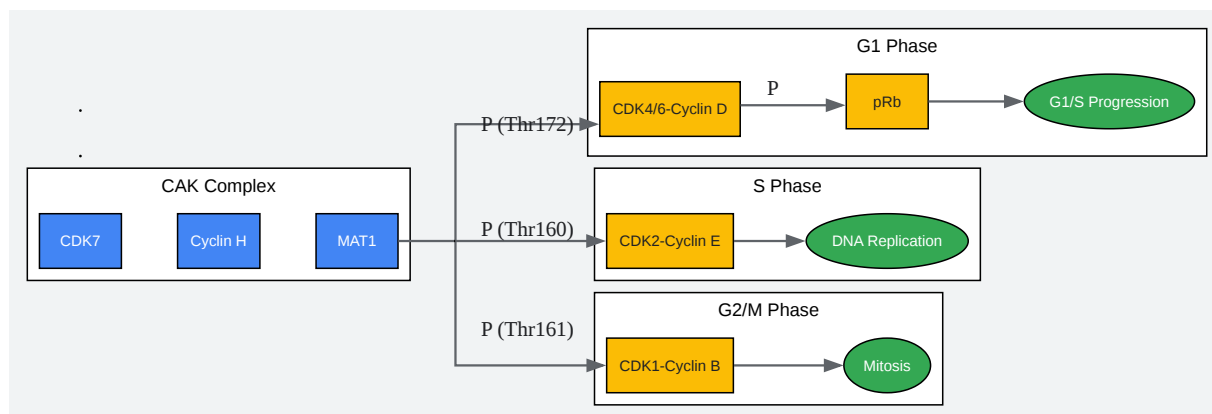 G1 Phase
CDK4/6-Cyclin D
P
pRb
G1/S Progression
.
.
P (Thr172)
CAK Complex
CDK7
Cyclin H
MAT1
S Phase
P (Thr160)
CDK2-Cyclin E
DNA Replication
G2/M Phase
P (Thr161)
CDK1-Cyclin B
Mitosis